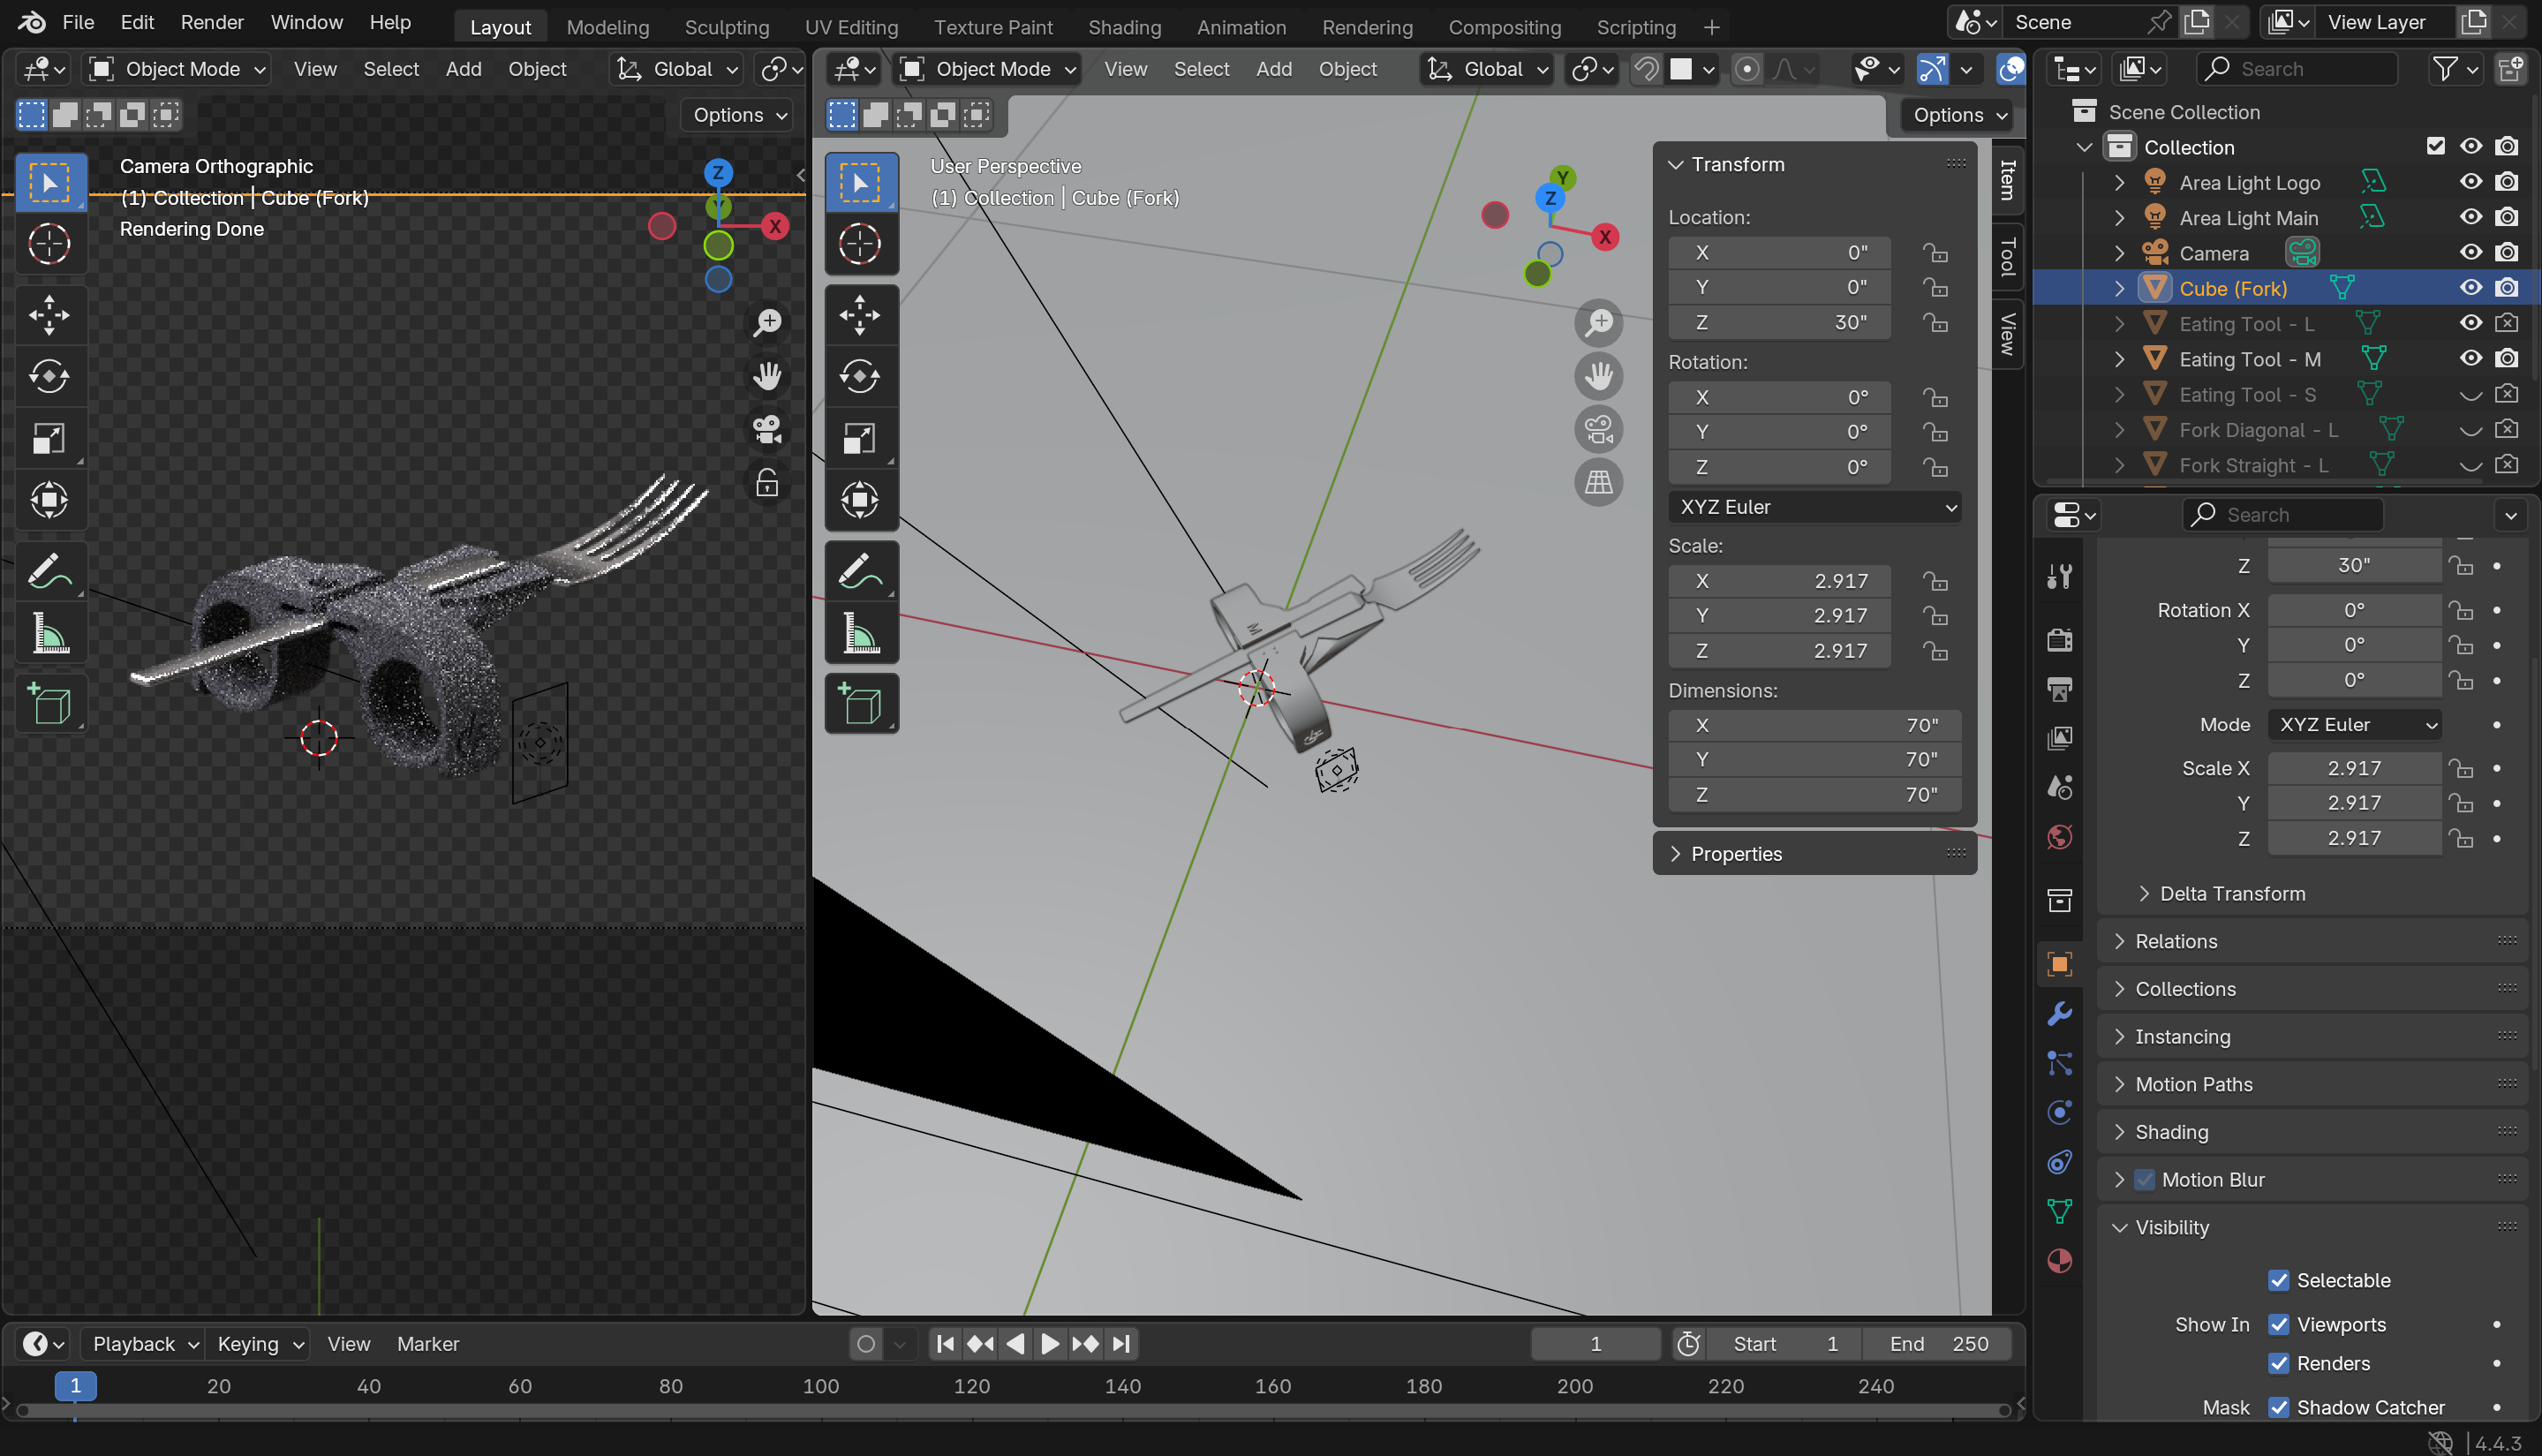 File Edit Render Window Help Layout Modeling Sculpting UV Editing Texture Paint Shading Animation Rendering Compositing Scripting + Scene View Layer
Object Mode View Select Add Object Global
Options
Camera Orthographic
(1) Collection | Cube (Fork)
Rendering Done
Z
Y
X
Object Mode View Select Add Object Global
Options
User Perspective
(1) Collection | Cube (Fork)
Y
Z
X
M
Transform
Location:
X 0"
Y 0"
Z 30"
Rotation:
X 0°
Y 0°
Z 0°
XYZ Euler
Scale:
X 2.917
Y 2.917
Z 2.917
Dimensions:
X 70"
Y 70"
Z 70"
Properties
Item
Tool
View
Search
Scene Collection
Collection
Area Light Logo
Area Light Main
Camera
Cube (Fork)
Eating Tool - L
Eating Tool - M
Eating Tool - S
Fork Diagonal - L
Fork Straight - L
Search
Z 30"
Rotation X 0°
Y 0°
Z 0°
Mode XYZ Euler
Scale X 2.917
Y 2.917
Z 2.917
Delta Transform
Relations
Collections
Instancing
Motion Paths
Shading
Motion Blur
Visibility
Selectable
Show In Viewports
Renders
Mask Shadow Catcher
Playback Keying View Marker 1 Start 1 End 250
1 20 40 60 80 100 120 140 160 180 200 220 240
4.4.3